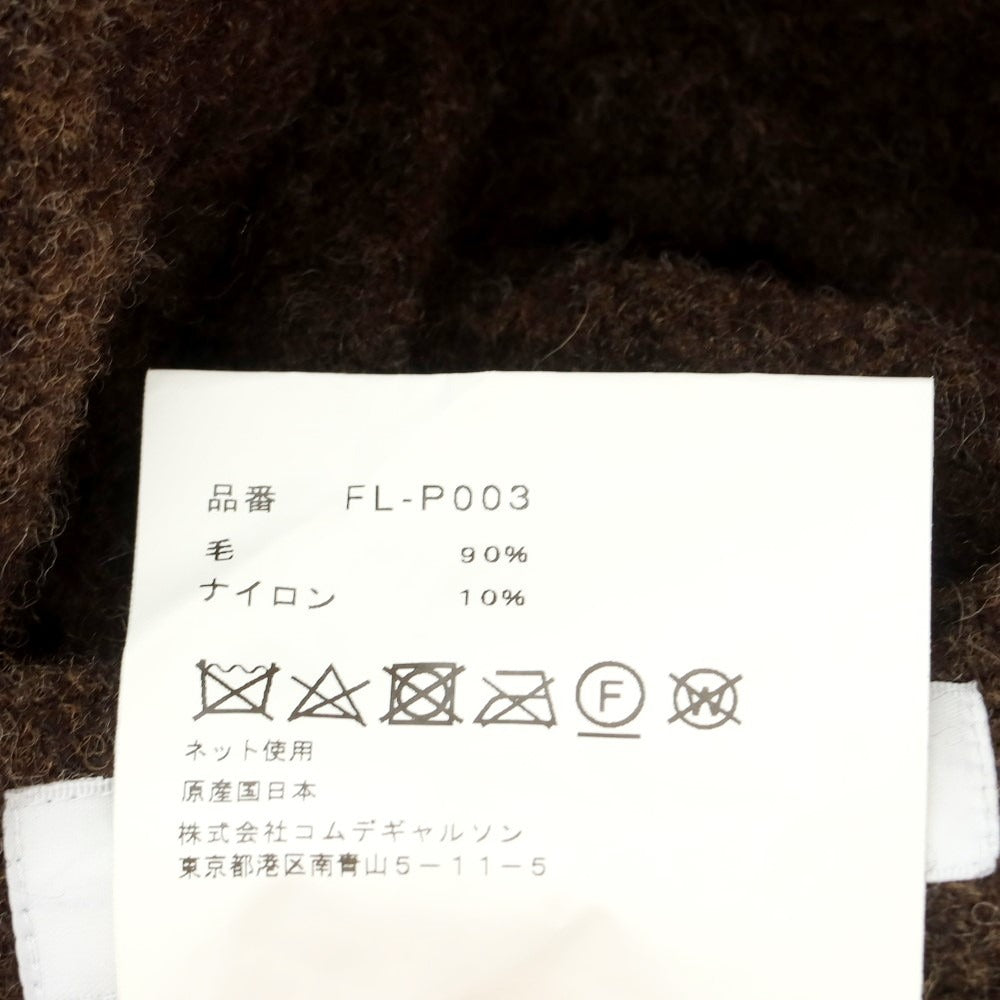 品番 FL-P003
毛 90%
ナイロン 10%
F W
ネット使用
原産国日本
株式会社コムデギャルソン
東京都港区南青山5－11－5